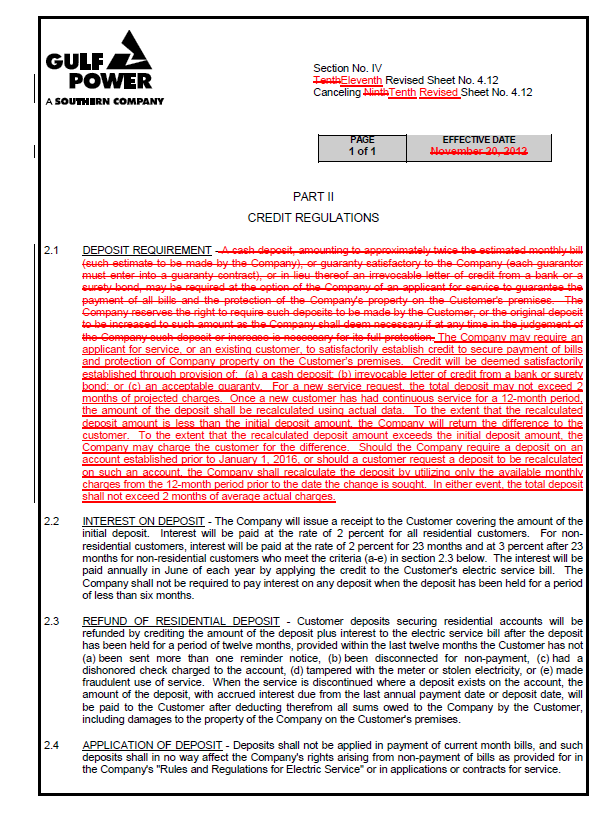 GULF
POWER
A SOUTHERN COMPANY
Section No. IV
TenthEleventh Revised Sheet No. 4.12
Canceling NinthTenth Revised Sheet No. 4.12
PAGE EFFECTIVE DATE
1 of 1 November 20, 2012
PART II
CREDIT REGULATIONS
2.1 DEPOSIT REQUIREMENT - A cash deposit, amounting to approximately twice the estimated monthly bill
(such estimate to be made by the Company), or guaranty satisfactory to the Company (each guarantor
must enter into a guaranty contract), or in lieu thereof an irrevocable letter of credit from a bank or a
surety bond, may be required at the option of the Company of an applicant for service to guarantee the
payment of all bills and the protection of the Company's property on the Customer's premises. The
Company reserves the right to require such deposits to be made by the Customer, or the original deposit
to be increased to such amount as the Company shall deem necessary if at any time in the judgement of
the Company such deposit or increase is necessary for its full protection. The Company may require an
applicant for service, or an existing customer, to satisfactorily establish credit to secure payment of bills
and protection of Company property on the Customer's premises. Credit will be deemed satisfactorily
established through provision of: (a) a cash deposit; (b) irrevocable letter of credit from a bank or surety
bond; or (c) an acceptable guaranty. For a new service request, the total deposit may not exceed 2
months of projected charges. Once a new customer has had continuous service for a 12-month period,
the amount of the deposit shall be recalculated using actual data. To the extent that the recalculated
deposit amount is less than the initial deposit amount, the Company will return the difference to the
customer. To the extent that the recalculated deposit amount exceeds the initial deposit amount, the
Company may charge the customer for the difference. Should the Company require a deposit on an
account established prior to January 1, 2016, or should a customer request a deposit to be recalculated
on such an account, the Company shall recalculate the deposit by utilizing only the available monthly
charges from the 12-month period prior to the date the change is sought. In either event, the total deposit
shall not exceed 2 months of average actual charges.
2.2 INTEREST ON DEPOSIT - The Company will issue a receipt to the Customer covering the amount of the
initial deposit. Interest will be paid at the rate of 2 percent for all residential customers. For non-
residential customers, interest will be paid at the rate of 2 percent for 23 months and at 3 percent after 23
months for non-residential customers who meet the criteria (a-e) in section 2.3 below. The interest will be
paid annually in June of each year by applying the credit to the Customer's electric service bill. The
Company shall not be required to pay interest on any deposit when the deposit has been held for a period
of less than six months.
2.3 REFUND OF RESIDENTIAL DEPOSIT - Customer deposits securing residential accounts will be
refunded by crediting the amount of the deposit plus interest to the electric service bill after the deposit
has been held for a period of twelve months, provided within the last twelve months the Customer has not
(a) been sent more than one reminder notice, (b) been disconnected for non-payment, (c) had a
dishonored check charged to the account, (d) tampered with the meter or stolen electricity, or (e) made
fraudulent use of service. When the service is discontinued where a deposit exists on the account, the
amount of the deposit, with accrued interest due from the last annual payment date or deposit date, will
be paid to the Customer after deducting therefrom all sums owed to the Company by the Customer,
including damages to the property of the Company on the Customer's premises.
2.4 APPLICATION OF DEPOSIT - Deposits shall not be applied in payment of current month bills, and such
deposits shall in no way affect the Company's rights arising from non-payment of bills as provided for in
the Company's "Rules and Regulations for Electric Service" or in applications or contracts for service.